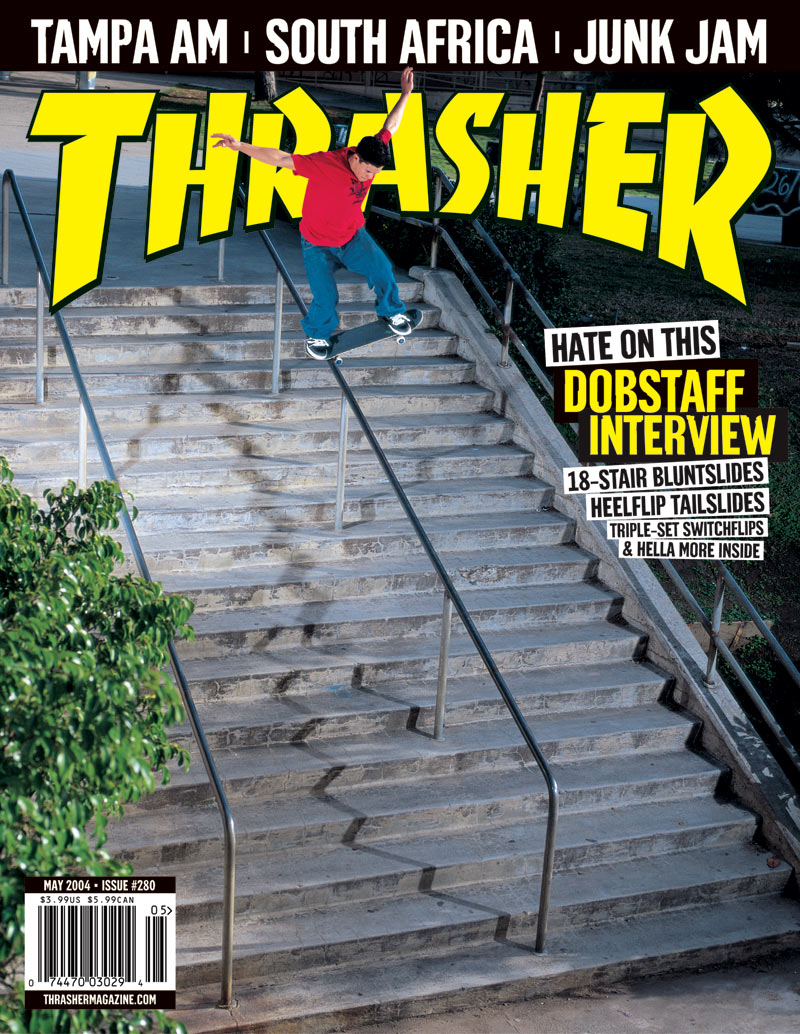 TAMPA AM | SOUTH AFRICA | JUNK JAM
THRASHER
HATE ON THIS
DOBSTAFF
INTERVIEW
18-STAIR BLUNTSLIDES
HEELFLIP TAILSLIDES
TRIPLE-SET SWITCHFLIPS
& HELLA MORE INSIDE
MAY 2004 • ISSUE #280
$3.99US $5.99CAN
05>
0 74470 03029 4
THRASHERMAGAZINE.COM